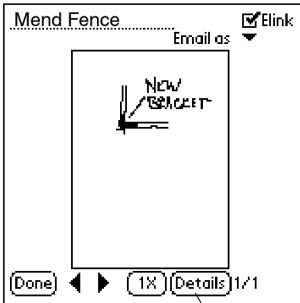 Mend Fence
Elink
Email as
NEW
BRACKET
Done
1X
Details
1/1